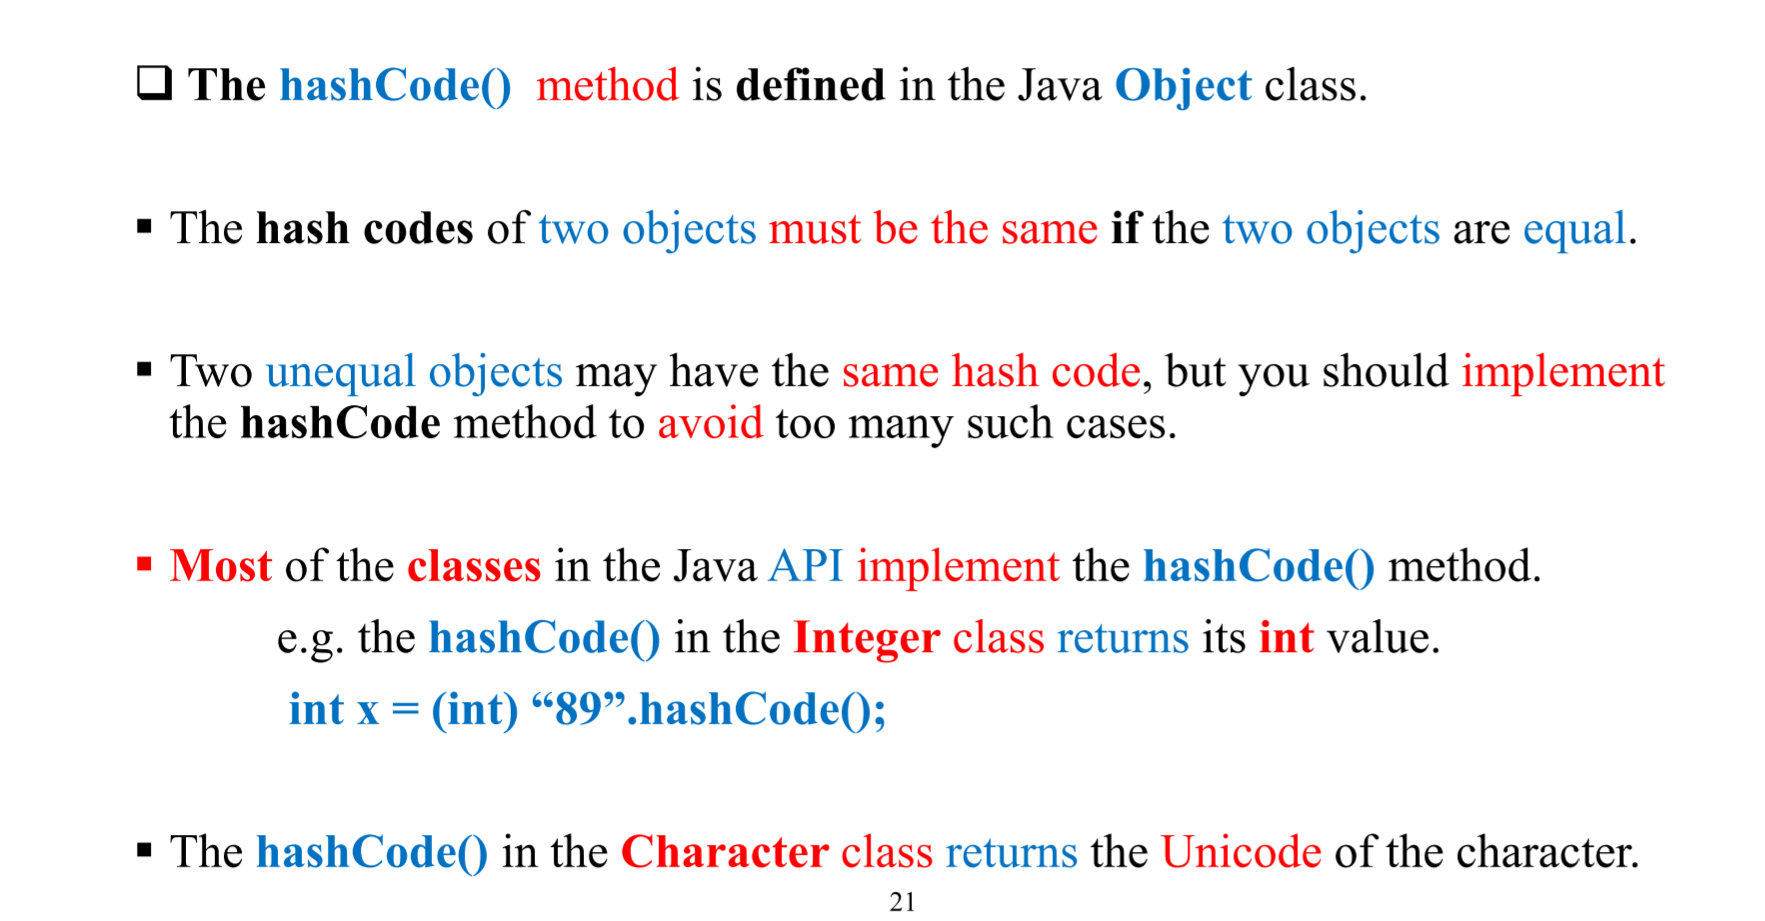 ❑ The hashCode() method is defined in the Java Object class.
▪ The hash codes of two objects must be the same if the two objects are equal.
▪ Two unequal objects may have the same hash code, but you should implement
the hashCode method to avoid too many such cases.
▪ Most of the classes in the Java API implement the hashCode() method.
e.g. the hashCode() in the Integer class returns its int value.
int x = (int) “89”.hashCode();
▪ The hashCode() in the Character class returns the Unicode of the character.
21